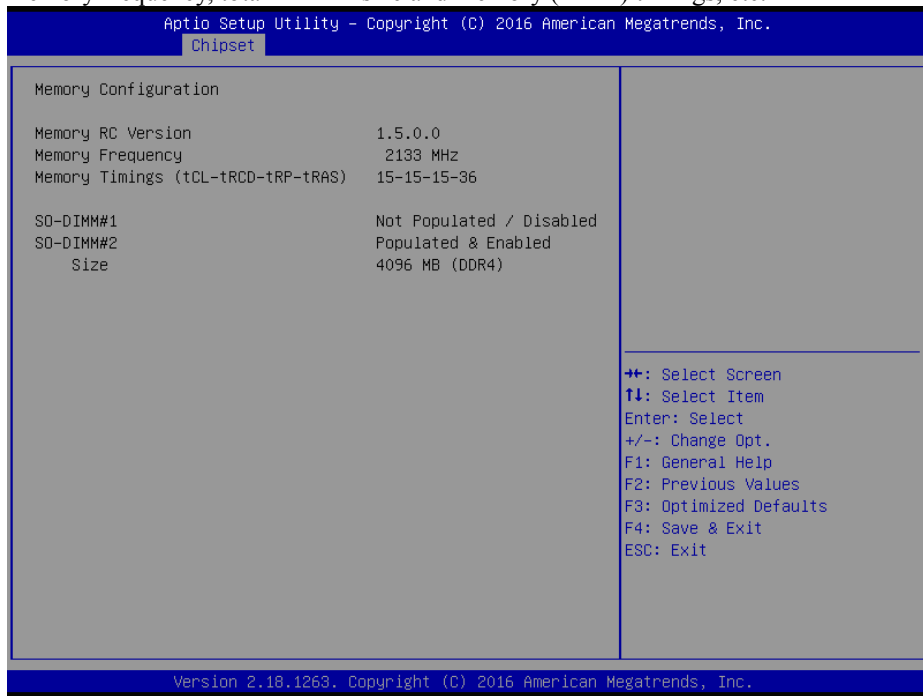 Aptio Setup Utility – Copyright (C) 2016 American Megatrends, Inc.
Chipset
Memory Configuration
Memory RC Version 1.5.0.0
Memory Frequency 2133 MHz
Memory Timings (tCL-tRCD-tRP-tRAS) 15-15-15-36
SO-DIMM#1 Not Populated / Disabled
SO-DIMM#2 Populated & Enabled
Size 4096 MB (DDR4)
→←: Select Screen
↑↓: Select Item
Enter: Select
+/-: Change Opt.
F1: General Help
F2: Previous Values
F3: Optimized Defaults
F4: Save & Exit
ESC: Exit
Version 2.18.1263. Copyright (C) 2016 American Megatrends, Inc.